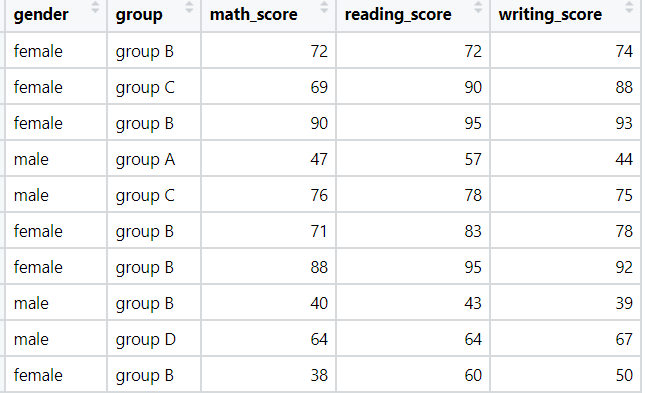 gender group math_score reading_score writing_score
female group B 72 72 74
female group C 69 90 88
female group B 90 95 93
male group A 47 57 44
male group C 76 78 75
female group B 71 83 78
female group B 88 95 92
male group B 40 43 39
male group D 64 64 67
female group B 38 60 50